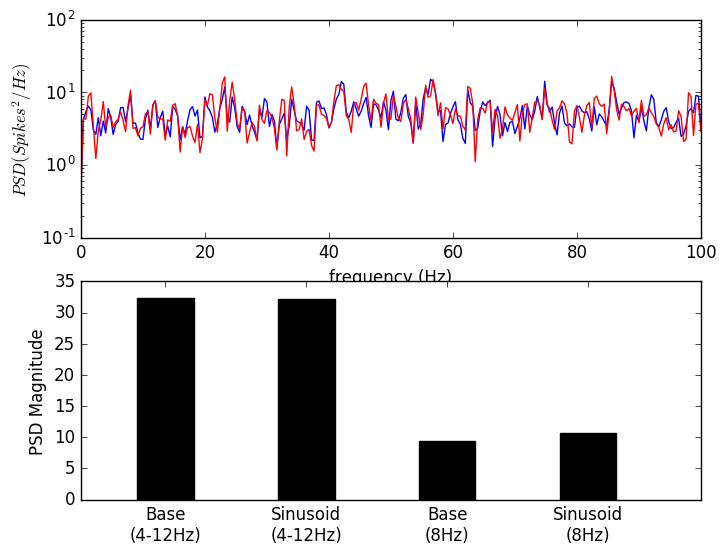 10^2
10^1
10^0
10^-1
PSD(Spikes^2/Hz)
0 20 40 60 80 100
frequency (Hz)
35
30
25
20
15
10
5
0
PSD Magnitude
Base Sinusoid Base Sinusoid
(4-12Hz) (4-12Hz) (8Hz) (8Hz)